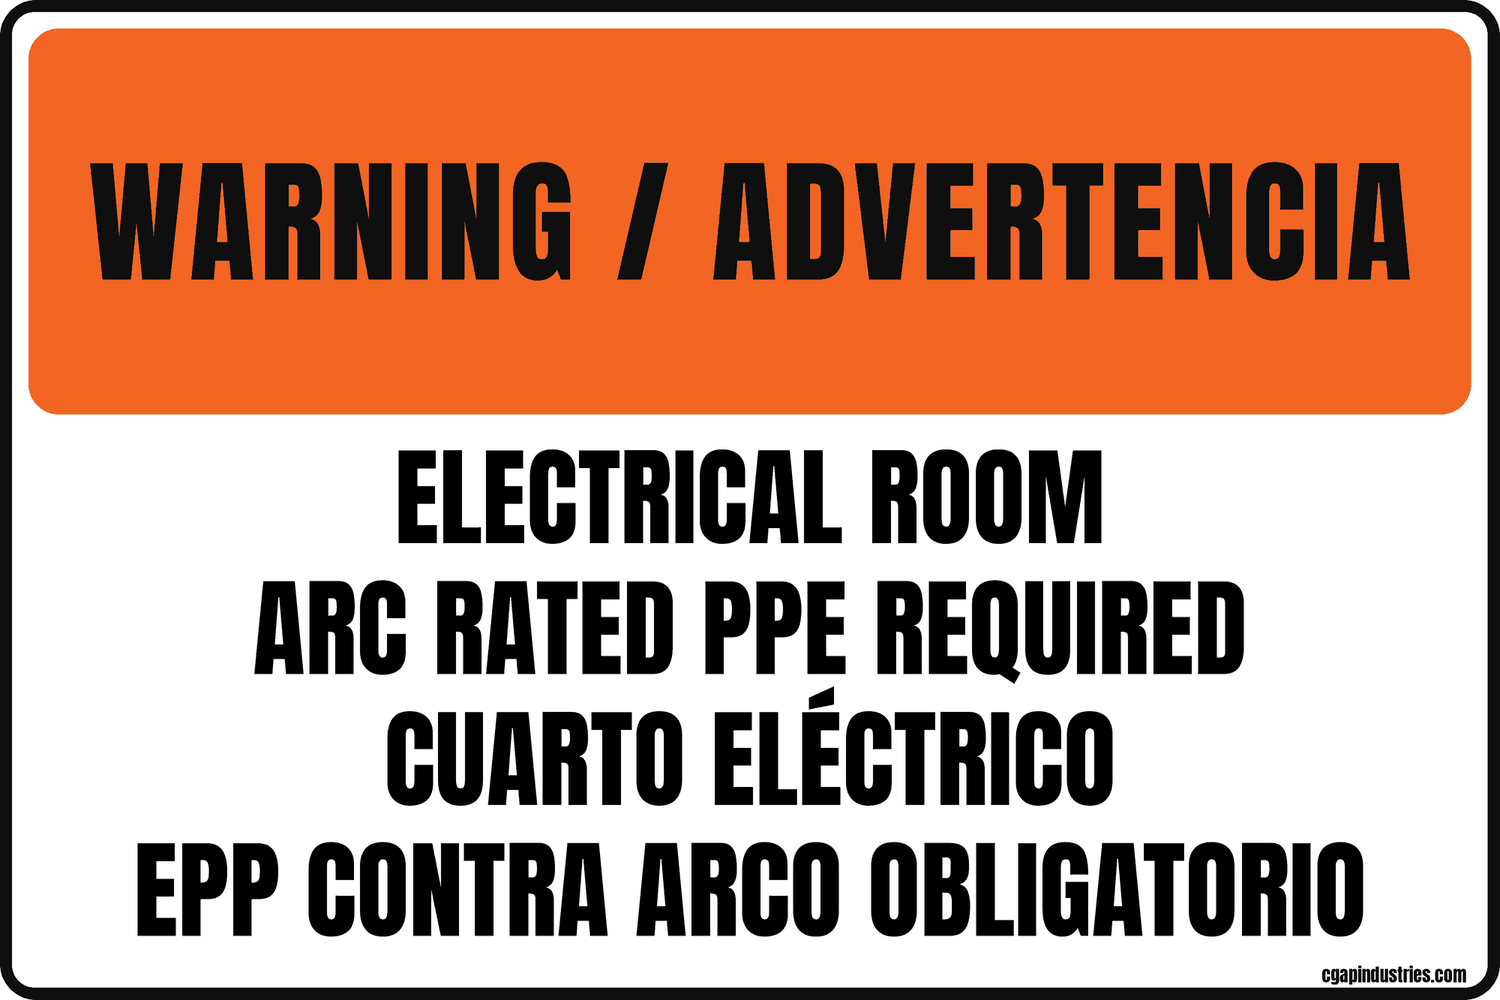 WARNING / ADVERTENCIA
ELECTRICAL ROOM
ARC RATED PPE REQUIRED
CUARTO ELÉCTRICO
EPP CONTRA ARCO OBLIGATORIO
cgapindustries.com